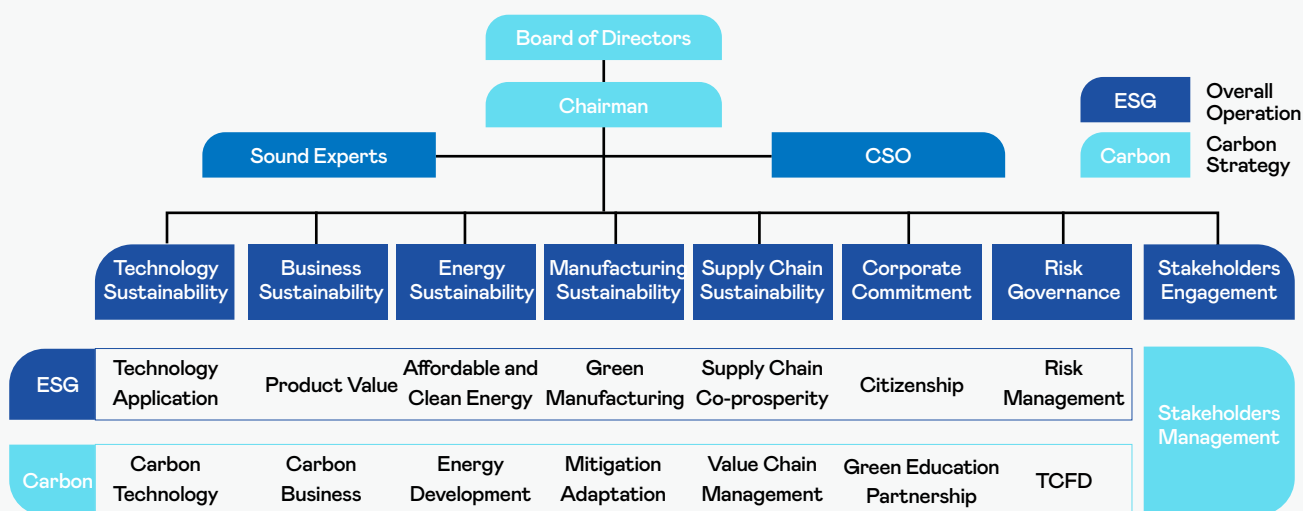 Board of Directors
Chairman
ESG
Overall
Operation
Carbon
Carbon
Strategy
Sound Experts
CSO
Technology
Sustainability
Business
Sustainability
Energy
Sustainability
Manufacturing
Sustainability
Supply Chain
Sustainability
Corporate
Commitment
Risk
Governance
Stakeholders
Engagement
ESG
Technology
Application
Product Value
Affordable and
Clean Energy
Green
Manufacturing
Supply Chain
Co-prosperity
Citizenship
Risk
Management
Stakeholders
Management
Carbon
Carbon
Technology
Carbon
Business
Energy
Development
Mitigation
Adaptation
Value Chain
Management
Green Education
Partnership
TCFD